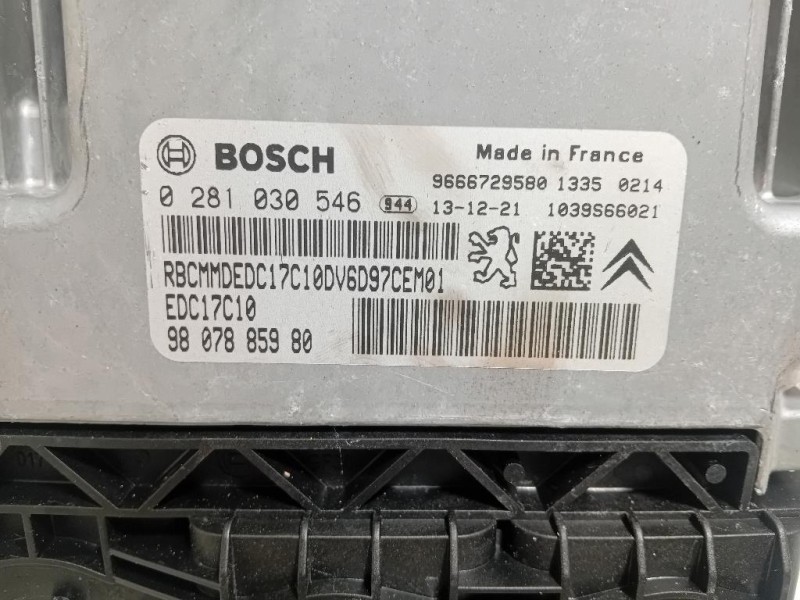 BOSCH
Made in France
9666729580 1335 0214
0 281 030 546 944 13-12-21 1039S66021
RBCMMDEDC17C10DV6D97CEM01
EDC17C10
98 078 859 80